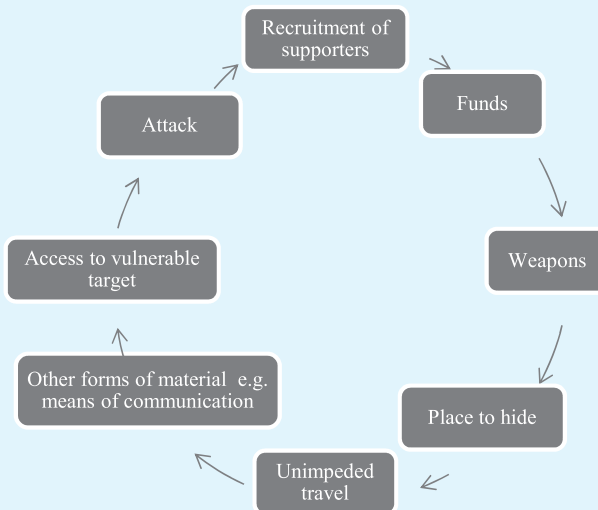 Recruitment of
supporters
Funds
Weapons
Place to hide
Unimpeded
travel
Other forms of material e.g.
means of communication
Access to vulnerable
target
Attack